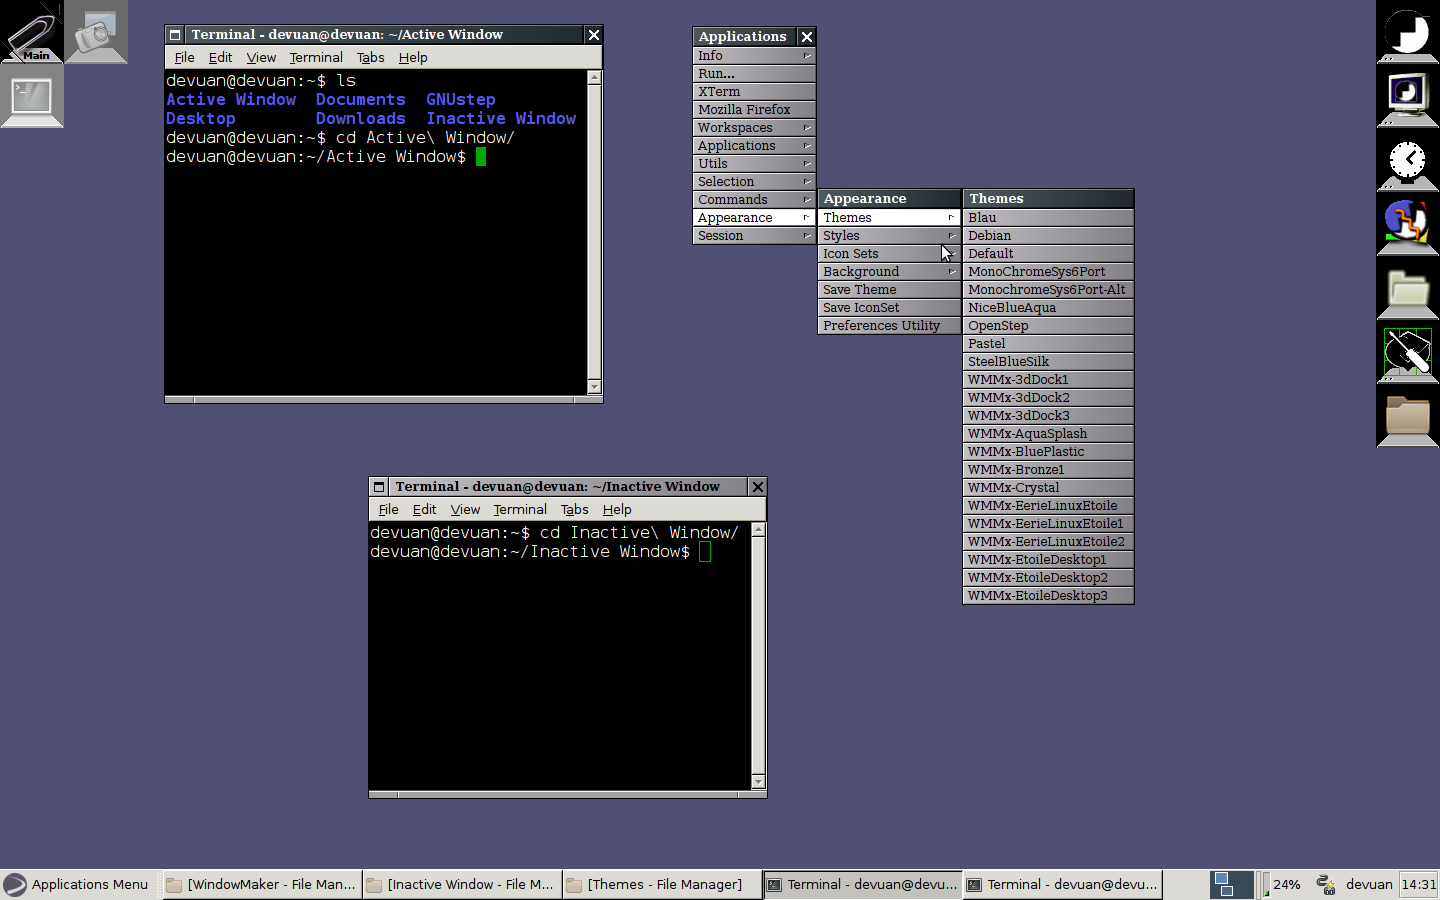 Main
Terminal - devuan@devuan: ~/Active Window
File Edit View Terminal Tabs Help
devuan@devuan:~$ ls
Active Window Documents GNUstep
Desktop Downloads Inactive Window
devuan@devuan:~$ cd Active\ Window/
devuan@devuan:~/Active Window$
Applications
Info
Run...
XTerm
Mozilla Firefox
Workspaces
Applications
Utils
Selection
Commands
Appearance
Session
Appearance
Themes
Styles
Icon Sets
Background
Save Theme
Save IconSet
Preferences Utility
Themes
Blau
Debian
Default
MonoChromeSys6Port
MonochromeSys6Port-Alt
NiceBlueAqua
OpenStep
Pastel
SteelBlueSilk
WMMx-3dDock1
WMMx-3dDock2
WMMx-3dDock3
WMMx-AquaSplash
WMMx-BluePlastic
WMMx-Bronze1
WMMx-Crystal
WMMx-EerieLinuxEtoile
WMMx-EerieLinuxEtoile1
WMMx-EerieLinuxEtoile2
WMMx-EtoileDesktop1
WMMx-EtoileDesktop2
WMMx-EtoileDesktop3
Terminal - devuan@devuan: ~/Inactive Window
File Edit View Terminal Tabs Help
devuan@devuan:~$ cd Inactive\ Window/
devuan@devuan:~/Inactive Window$
Applications Menu [WindowMaker - File Man... [Inactive Window - File M... [Themes - File Manager] Terminal - devuan@devu... Terminal - devuan@devu... 24% devuan 14:31